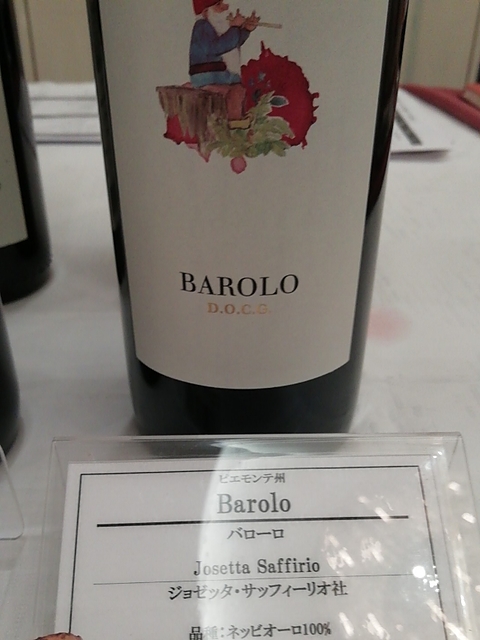 BAROLO
D.O.C.G.
ピエモンテ州
Barolo
バローロ
Josetta Saffirio
ジョゼッタ・サッフィーリオ社
品種：ネッビオーロ100%